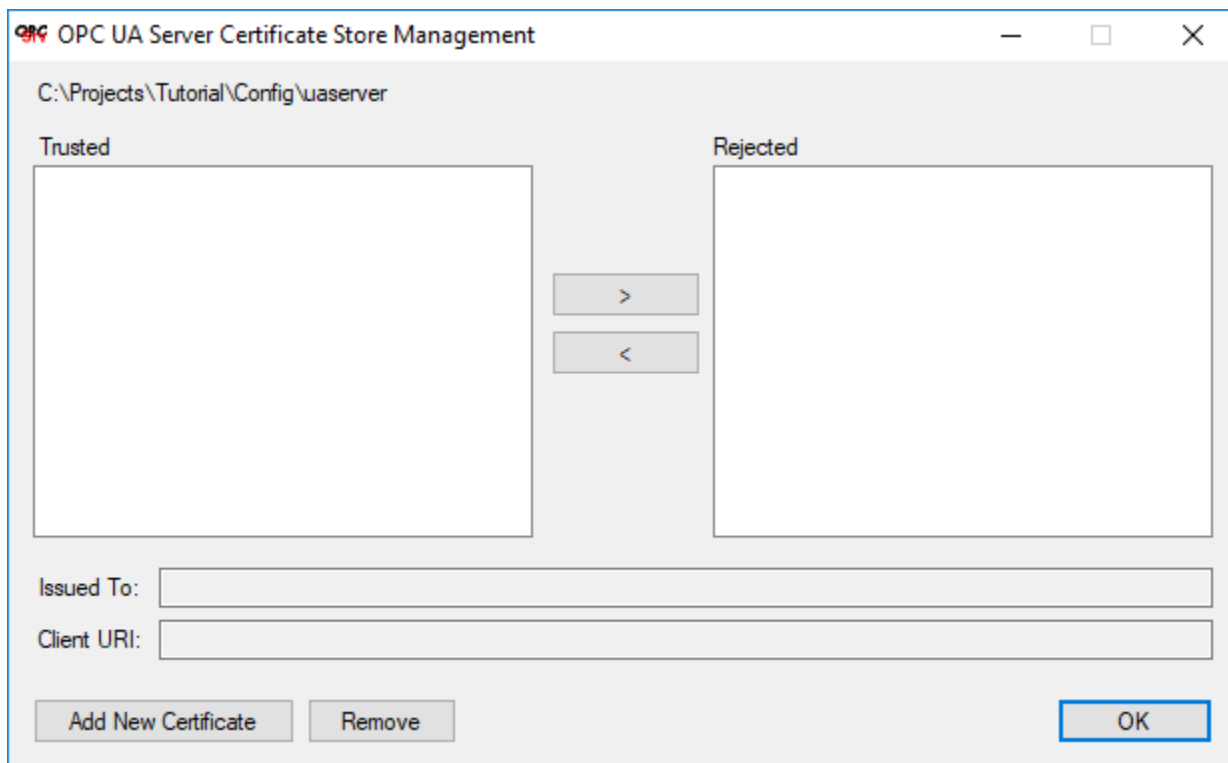 OPC UA Server Certificate Store Management
C:\Projects\Tutorial\Config\uaserver
Trusted
Rejected
>
<
Issued To:
Client URI:
Add New Certificate
Remove
OK